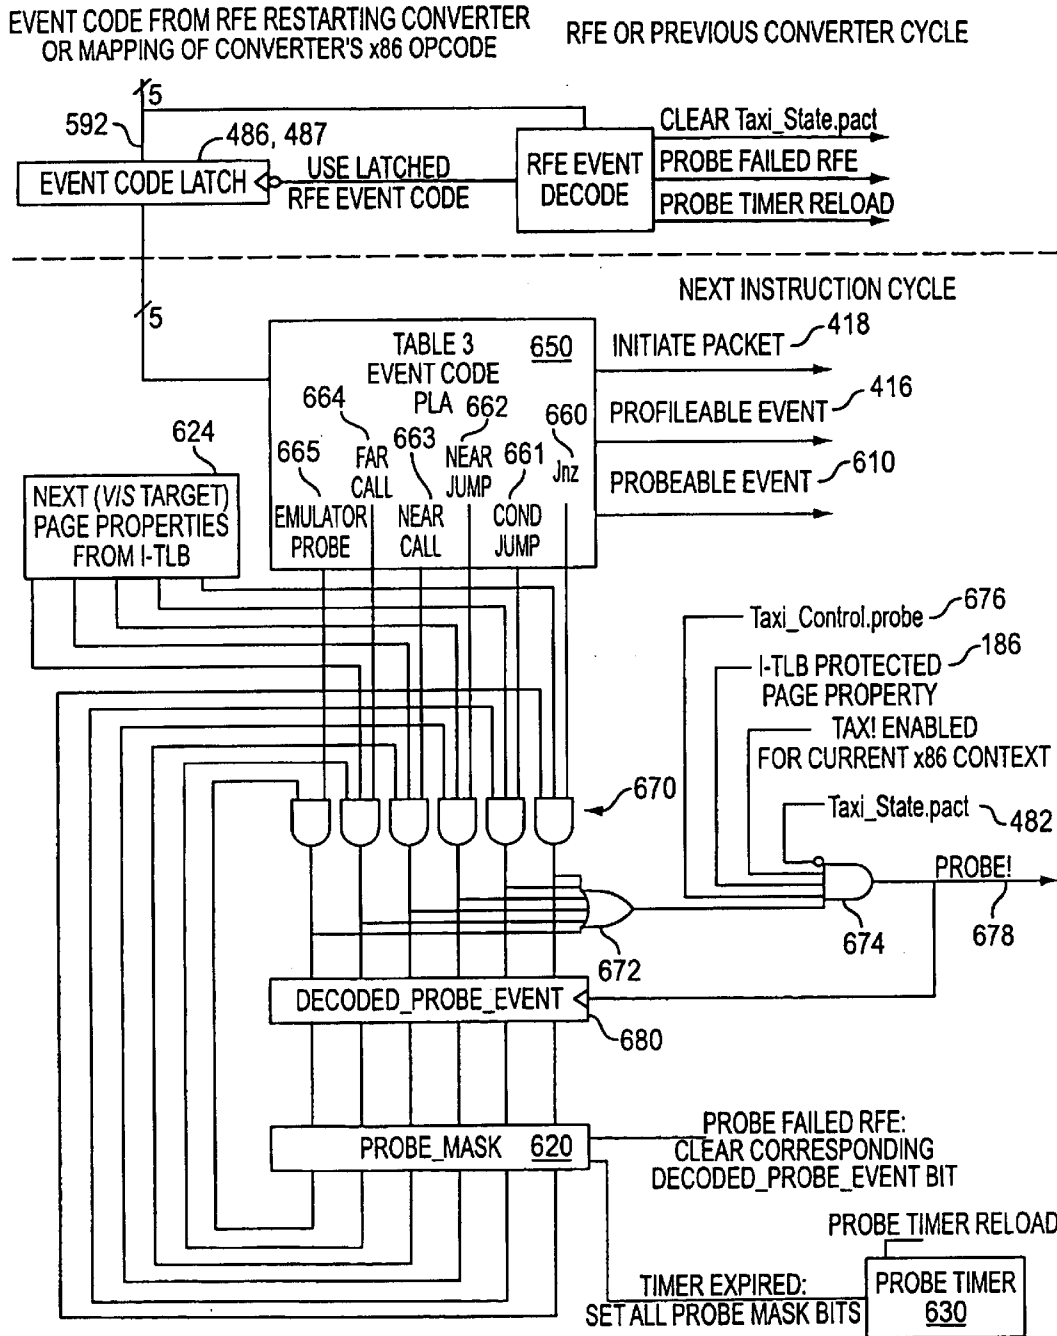 EVENT CODE FROM RFE RESTARTING CONVERTER
OR MAPPING OF CONVERTER'S x86 OPCODE
RFE OR PREVIOUS CONVERTER CYCLE
5
592
486, 487
EVENT CODE LATCH
USE LATCHED
RFE EVENT CODE
RFE EVENT
DECODE
CLEAR Taxi_State.pact
PROBE FAILED RFE
PROBE TIMER RELOAD
NEXT INSTRUCTION CYCLE
5
TABLE 3
EVENT CODE
PLA
650
INITIATE PACKET
418
PROFILEABLE EVENT
416
PROBEABLE EVENT
610
664
662
660
665
663
661
FAR
CALL
NEAR
JUMP
Jnz
EMULATOR
PROBE
NEAR
CALL
COND
JUMP
624
NEXT (V/S TARGET)
PAGE PROPERTIES
FROM I-TLB
Taxi_Control.probe
676
I-TLB PROTECTED
PAGE PROPERTY
186
TAX! ENABLED
FOR CURRENT x86 CONTEXT
Taxi_State.pact
482
670
PROBE!
672
674
678
DECODED_PROBE_EVENT
680
PROBE_MASK 620
PROBE FAILED RFE:
CLEAR CORRESPONDING
DECODED_PROBE_EVENT BIT
PROBE TIMER RELOAD
TIMER EXPIRED:
SET ALL PROBE MASK BITS
PROBE TIMER
630